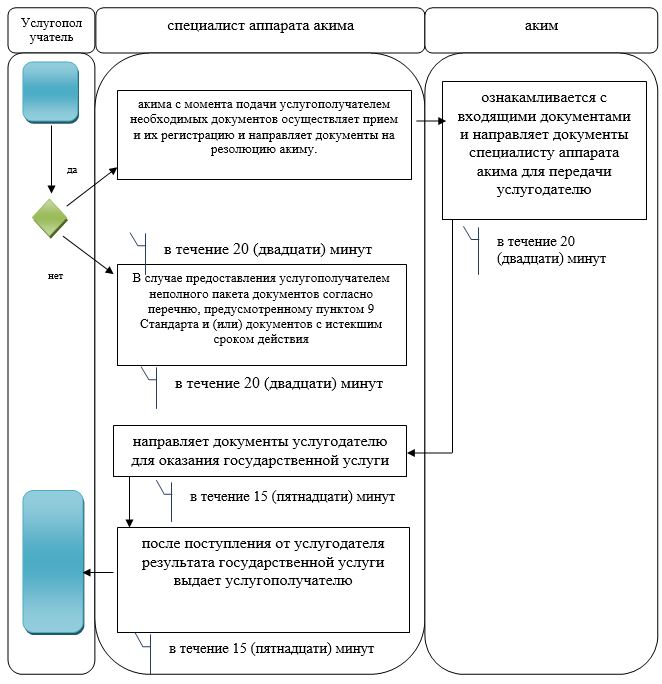 Услугопол
учатель
специалист аппарата акима
аким
акима с момента подачи услугополучателем
необходимых документов осуществляет прием
и их регистрацию и направляет документы на
резолюцию акиму.
ознакамливается с
входящими документами
и направляет документы
специалисту аппарата
акима для передачи
услугодателю
да
в течение 20 (двадцати) минут
в течение 20
(двадцати) минут
нет
В случае предоставления услугополучателем
неполного пакета документов согласно
перечню, предусмотренному пунктом 9
Стандарта и (или) документов с истекшим
сроком действия
в течение 20 (двадцати) минут
направляет документы услугодателю
для оказания государственной услуги
в течение 15 (пятнадцати) минут
после поступления от услугодателя
результата государственной услуги
выдает услугополучателю
в течение 15 (пятнадцати) минут